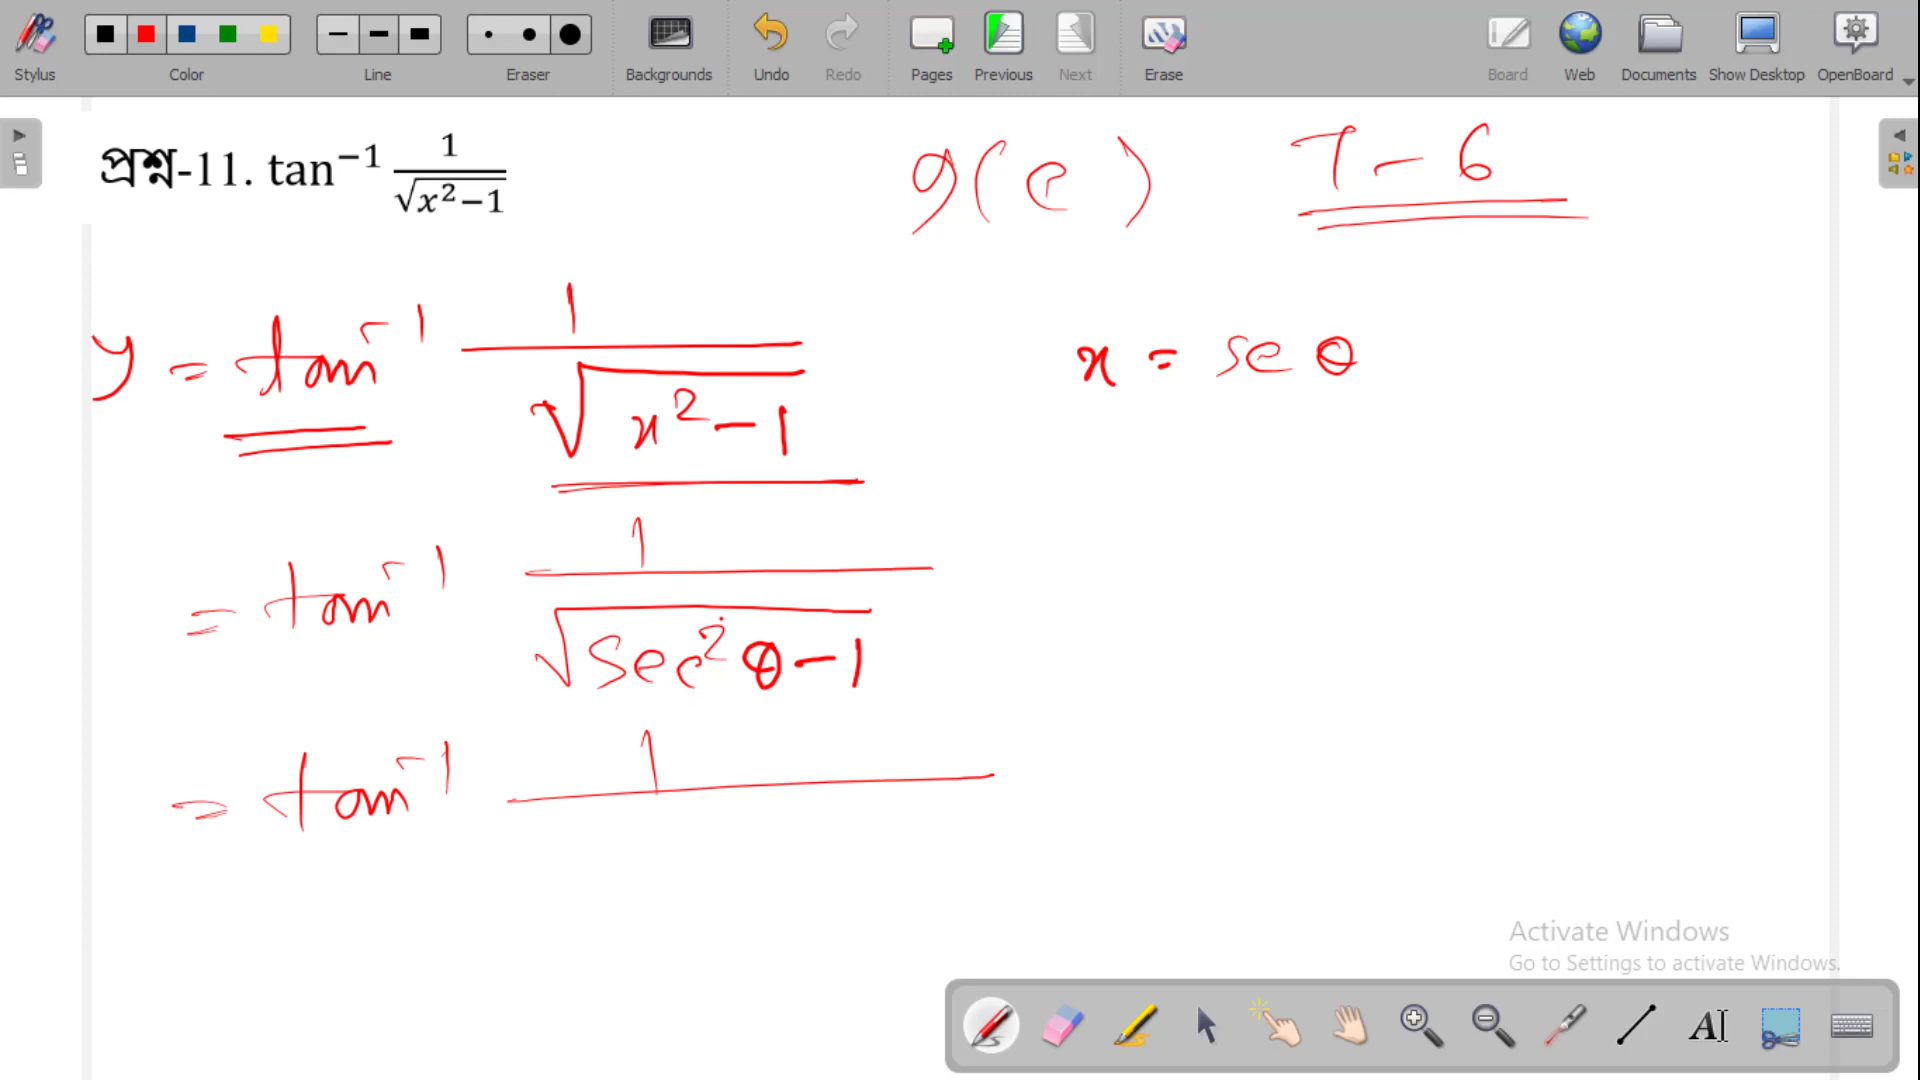 Stylus Color Line Eraser Backgrounds Undo Redo Pages Previous Next Erase Board Web Documents Show Desktop OpenBoard
প্রশ্ন-11. tan⁻¹ 1/√(x²−1)
9(e) 7-6
y = tan⁻¹ 1/√(x²-1)
x = se θ
= tan⁻¹ 1/√(sec²θ-1)
= tan⁻¹ 1
Activate Windows
Go to Settings to activate Windows.